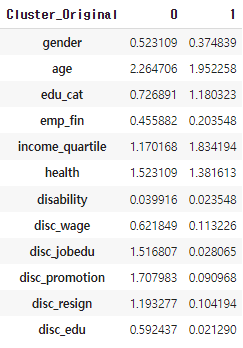 Cluster_Original 0 1
gender 0.523109 0.374839
age 2.264706 1.952258
edu_cat 0.726891 1.180323
emp_fin 0.455882 0.203548
income_quartile 1.170168 1.834194
health 1.523109 1.381613
disability 0.039916 0.023548
disc_wage 0.621849 0.113226
disc_jobedu 1.516807 0.028065
disc_promotion 1.707983 0.090968
disc_resign 1.193277 0.104194
disc_edu 0.592437 0.021290